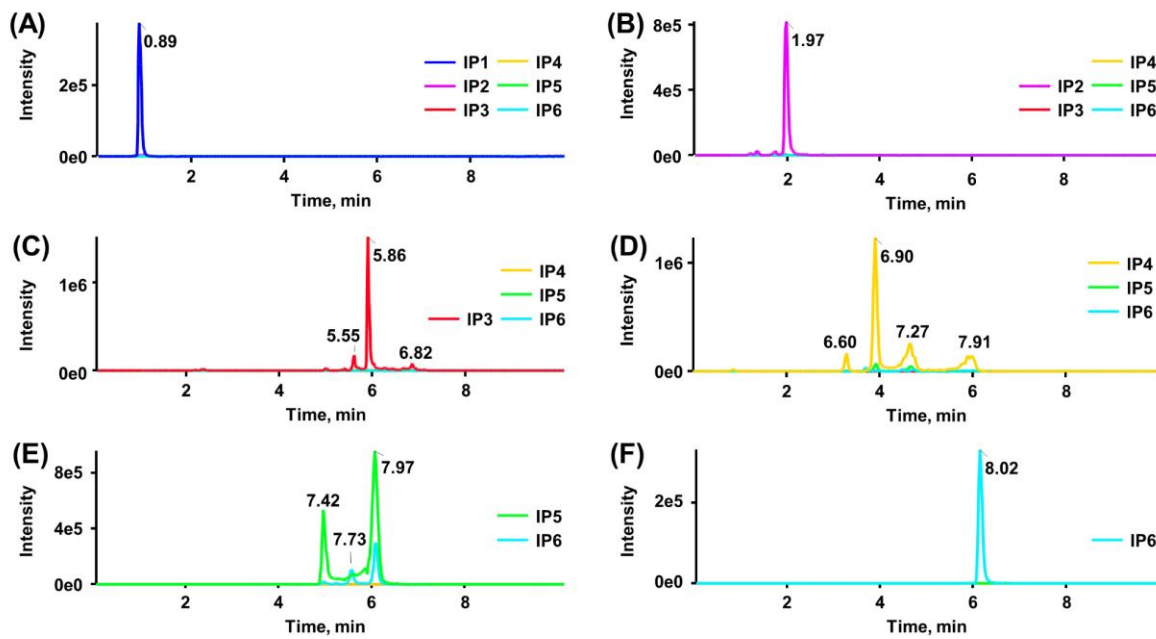 (A)
Intensity
2e5
0e0
0.89
IP1 IP4
IP2 IP5
IP3 IP6
2 4 6 8
Time, min
(B)
Intensity
8e5
4e5
0e0
1.97
IP4
IP2 IP5
IP3 IP6
2 4 6 8
Time, min
(C)
Intensity
1e6
0e0
5.55
5.86
6.82
IP4
IP5
IP3 IP6
2 4 6 8
Time, min
(D)
Intensity
1e6
0e0
6.60
6.90
7.27
7.91
IP4
IP5
IP6
2 4 6 8
Time, min
(E)
Intensity
8e5
4e5
0e0
7.42
7.73
7.97
IP5
IP6
2 4 6 8
Time, min
(F)
Intensity
2e5
0e0
8.02
IP6
2 4 6 8
Time, min